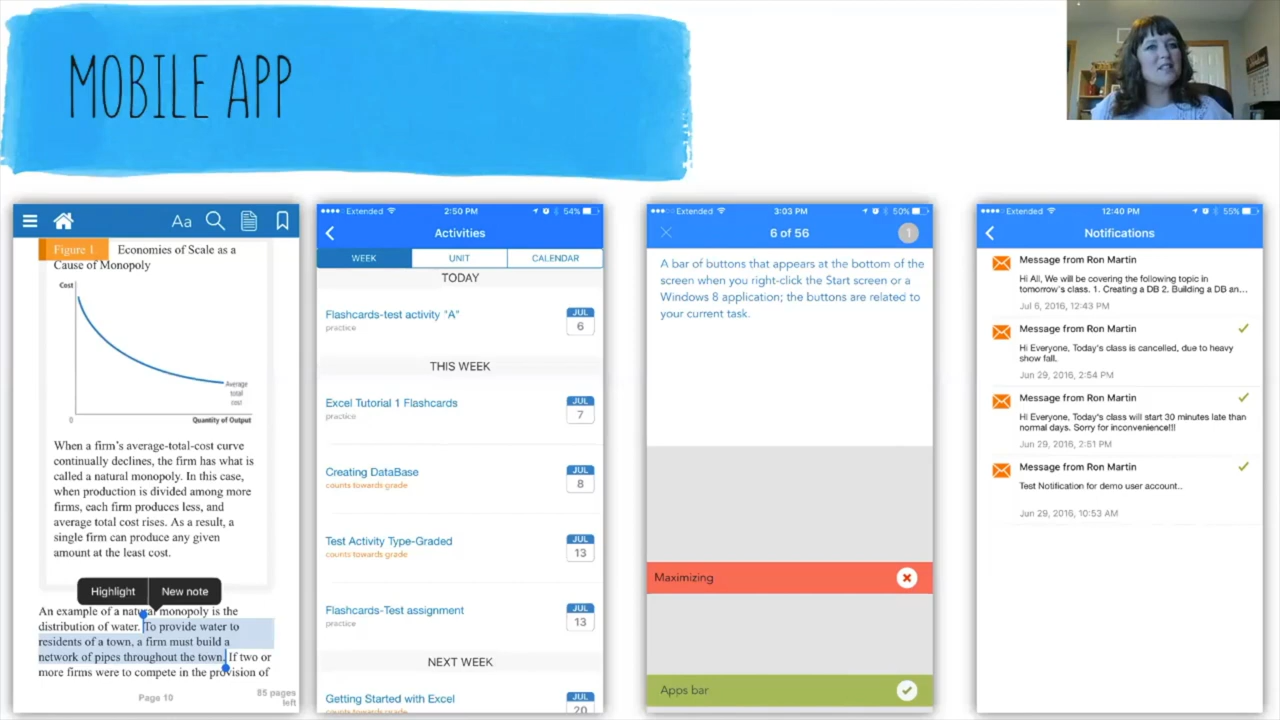 MOBILE APP
Aa
Figure 1 Economies of Scale as a
Cause of Monopoly
Cost
Average
total
cost
0
Quantity of Output
When a firm's average-total-cost curve
continually declines, the firm has what is
called a natural monopoly. In this case,
when production is divided among more
firms, each firm produces less, and
average total cost rises. As a result, a
single firm can produce any given
amount at the least cost.
Highlight New note
An example of a natural monopoly is the
distribution of water. To provide water to
residents of a town, a firm must build a
network of pipes throughout the town. If two or
more firms were to compete in the provision of
Page 10
85 pages
left
Extended 2:50 PM 54%
Activities
WEEK UNIT CALENDAR
TODAY
Flashcards-test activity "A"
practice
JUL
6
THIS WEEK
Excel Tutorial 1 Flashcards
practice
JUL
7
Creating DataBase
counts towards grade
JUL
8
Test Activity Type-Graded
counts towards grade
JUL
13
Flashcards-Test assignment
practice
JUL
13
NEXT WEEK
Getting Started with Excel
counts towards grade
JUL
20
Extended 3:03 PM 50%
6 of 56
1
A bar of buttons that appears at the bottom of the
screen when you right-click the Start screen or a
Windows 8 application; the buttons are related to
your current task.
Maximizing
Apps bar
Extended 12:40 PM 55%
Notifications
Message from Ron Martin
Hi All, We will be covering the following topic in
tomorrow's class. 1. Creating a DB 2. Building a DB an...
Jul 6, 2016, 12:43 PM
Message from Ron Martin
Hi Everyone, Today's class is cancelled, due to heavy
show fall.
Jun 29, 2016, 2:54 PM
Message from Ron Martin
Hi Everyone, Today's class will start 30 minutes late than
normal days. Sorry for inconvenience!!!
Jun 29, 2016, 2:51 PM
Message from Ron Martin
Test Notification for demo user account..
Jun 29, 2016, 10:53 AM